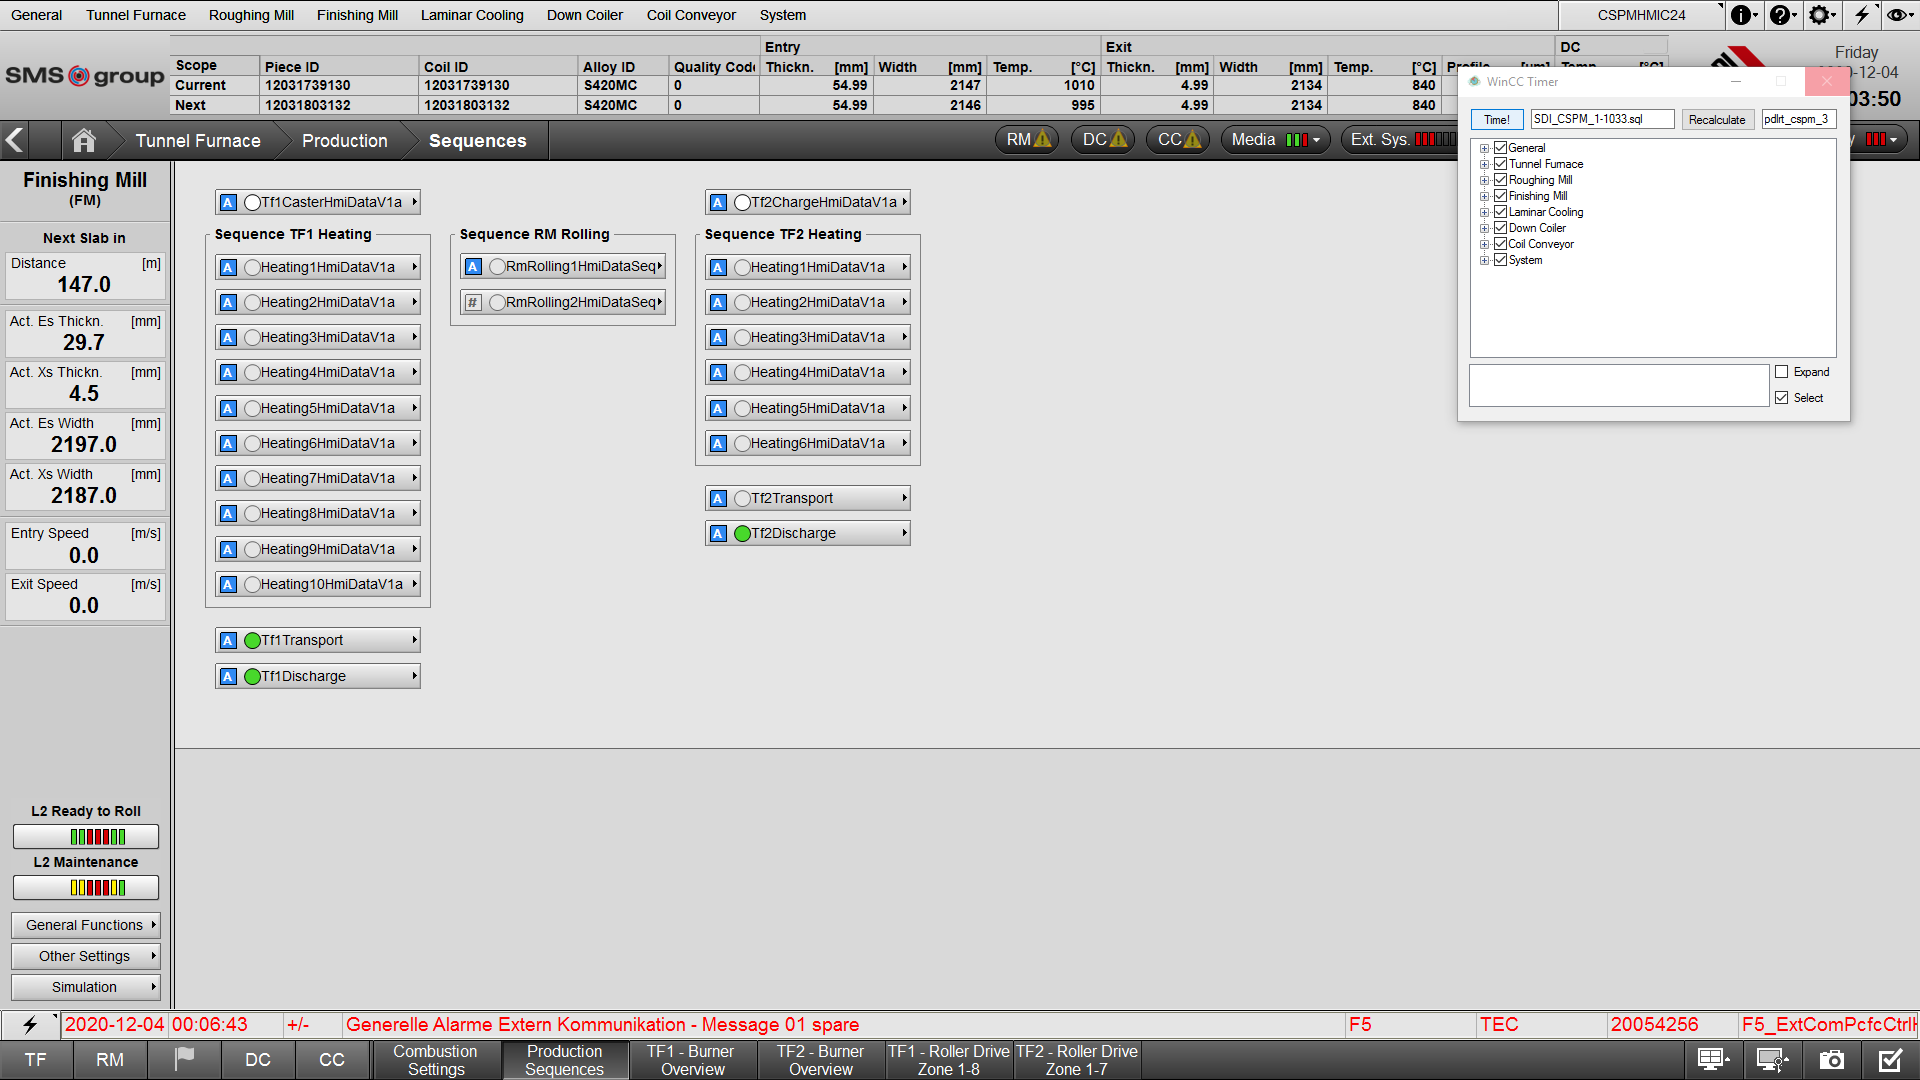 General Tunnel Furnace Roughing Mill Finishing Mill Laminar Cooling Down Coiler Coil Conveyor System CSPMHMIC24
SMS group
Entry Exit DC
Scope Piece ID Coil ID Alloy ID Quality Code Thickn. [mm] Width [mm] Temp. [°C] Thickn. [mm] Width [mm] Temp. [°C]
Current 12031739130 12031739130 S420MC 0 54.99 2147 1010 4.99 2134 840
Next 12031803132 12031803132 S420MC 0 54.99 2146 995 4.99 2134 840
Friday
-12-04
03:50
Tunnel Furnace Production Sequences RM DC CC Media Ext. Sys.
WinCC Timer
Time! SDI_CSPM_1-1033.sql Recalculate pdlrt_cspm_3
General
Tunnel Furnace
Roughing Mill
Finishing Mill
Laminar Cooling
Down Coiler
Coil Conveyor
System
Expand
Select
Finishing Mill
(FM)
Next Slab in
Distance [m]
147.0
Act. Es Thickn. [mm]
29.7
Act. Xs Thickn. [mm]
4.5
Act. Es Width [mm]
2197.0
Act. Xs Width [mm]
2187.0
Entry Speed [m/s]
0.0
Exit Speed [m/s]
0.0
L2 Ready to Roll
L2 Maintenance
General Functions
Other Settings
Simulation
A Tf1CasterHmiDataV1a
Sequence TF1 Heating
A Heating1HmiDataV1a
A Heating2HmiDataV1a
A Heating3HmiDataV1a
A Heating4HmiDataV1a
A Heating5HmiDataV1a
A Heating6HmiDataV1a
A Heating7HmiDataV1a
A Heating8HmiDataV1a
A Heating9HmiDataV1a
A Heating10HmiDataV1a
A Tf1Transport
A Tf1Discharge
Sequence RM Rolling
A RmRolling1HmiDataSeq
# RmRolling2HmiDataSeq
A Tf2ChargeHmiDataV1a
Sequence TF2 Heating
A Heating1HmiDataV1a
A Heating2HmiDataV1a
A Heating3HmiDataV1a
A Heating4HmiDataV1a
A Heating5HmiDataV1a
A Heating6HmiDataV1a
A Tf2Transport
A Tf2Discharge
2020-12-04 00:06:43 +/- Generelle Alarme Extern Kommunikation - Message 01 spare F5 TEC 20054256 F5_ExtComPcfcCtrl
TF RM DC CC
Combustion
Settings
Production
Sequences
TF1 - Burner
Overview
TF2 - Burner
Overview
TF1 - Roller Drive
Zone 1-8
TF2 - Roller Drive
Zone 1-7